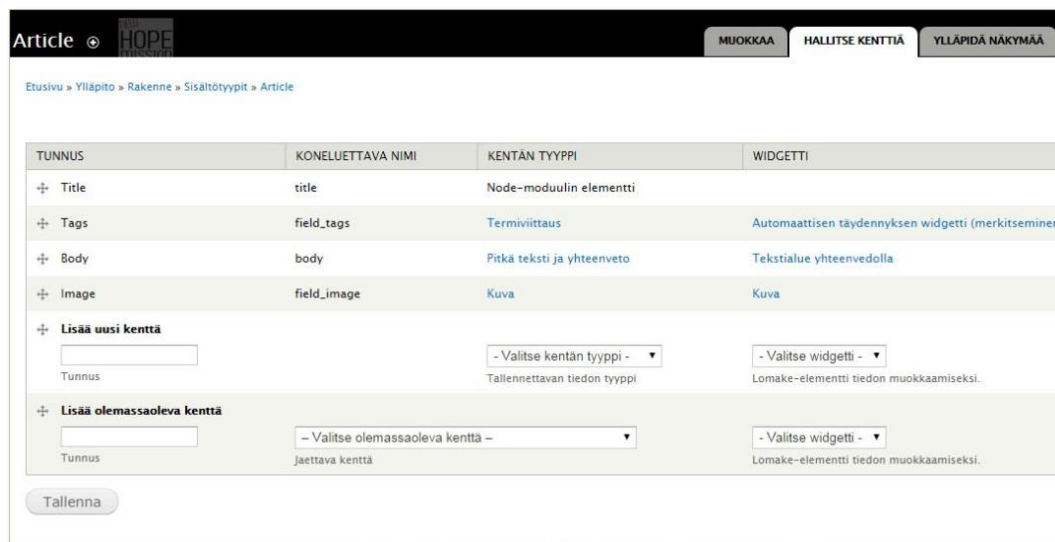 Article
HOPE
MUOKKAA HALLITSE KENTTIÄ YLLÄPIDÄ NÄKYMÄÄ
Etusivu » Ylläpito » Rakenne » Sisältötyypit » Article
TUNNUS KONELUETTAVA NIMI KENTÄN TYYPPI WIDGETTI
Title title Node-moduulin elementti
Tags field_tags Termiviittaus Automaattisen täydennyksen widgetti (merkitseminen
Body body Pitkä teksti ja yhteenveto Tekstialue yhteenvedolla
Image field_image Kuva Kuva
Lisää uusi kenttä
- Valitse kentän tyyppi - - Valitse widgetti -
Tunnus Tallennettavan tiedon tyyppi Lomake-elementti tiedon muokkaamiseksi.
Lisää olemassaoleva kenttä
– Valitse olemassaoleva kenttä – - Valitse widgetti -
Tunnus Jaettava kenttä Lomake-elementti tiedon muokkaamiseksi.
Tallenna